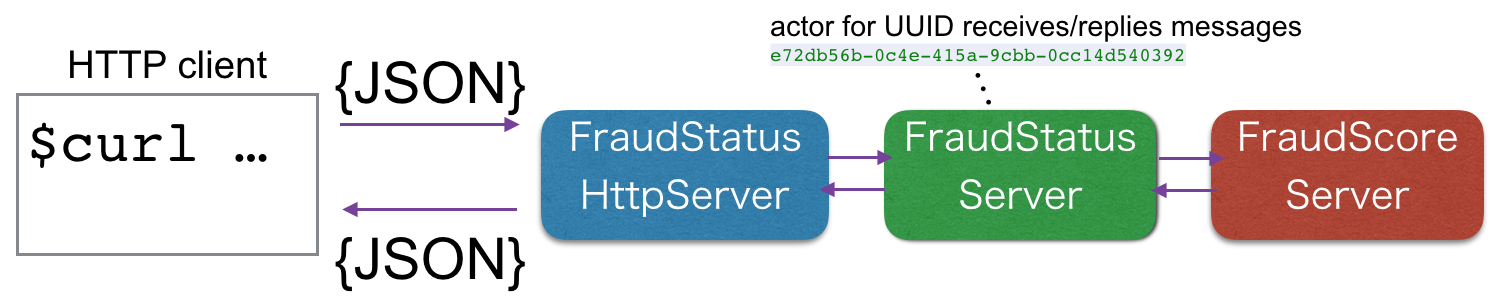 actor for UUID receives/replies messages
e72db56b-0c4e-415a-9cbb-0cc14d540392
HTTP client
{JSON}
$curl …
FraudStatus
HttpServer
FraudStatus
Server
FraudScore
Server
{JSON}